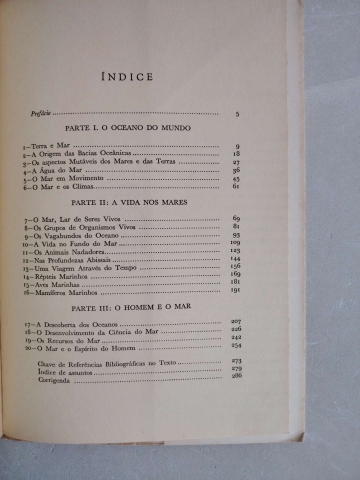 ÍNDICE
Prefácio 5
PARTE I. O OCEANO DO MUNDO
1–Terra e Mar 9
2–A Origem das Bacias Oceânicas 18
3–Os aspectos Mutáveis dos Mares e das Terras 27
4–A Água do Mar 36
5–O Mar em Movimento 45
6–O Mar e os Climas 61
PARTE II: A VIDA NOS MARES
7–O Mar, Lar de Seres Vivos 69
8–Os Grupos de Organismos Vivos 81
9–Os Vagabundos do Oceano 93
10–A Vida no Fundo do Mar 109
11–Os Animais Nadadores 123
12–Nas Profundezas Abissais 144
13–Uma Viagem Através do Tempo 156
14–Répteis Marinhos 169
15–Aves Marinhas 181
16–Mamíferos Marinhos 191
PARTE III: O HOMEM E O MAR
17–A Descoberta dos Oceanos 207
18–O Desenvolvimento da Ciência do Mar 226
19–Os Recursos do Mar 242
20–O Mar e o Espírito do Homem 254
Chave de Referências Bibliográficas no Texto 273
Índice de assuntos 279
Corrigenda 286